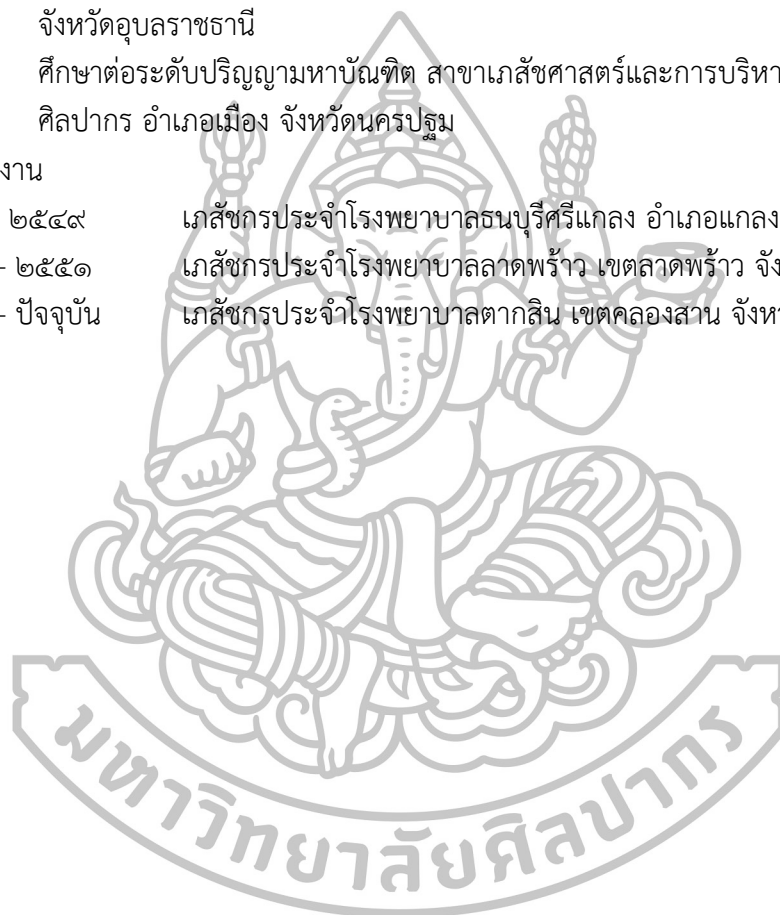 จังหวัดอุบลราชธานี
ศึกษาต่อระดับปริญญามหาบัณฑิต สาขาเภสัชศาสตร์และการบริหา
ศิลปากร อำเภอเมือง จังหวัดนครปฐม
งาน
๒๕๔๙ เภสัชกรประจำโรงพยาบาลธนบุรีศรีแกลง อำเภอแกลง
- ๒๕๕๑ เภสัชกรประจำโรงพยาบาลลาดพร้าว เขตลาดพร้าว จัง
- ปัจจุบัน เภสัชกรประจำโรงพยาบาลตากสิน เขตคลองสาน จังห
มหาวิทยาลัยศิลปากร